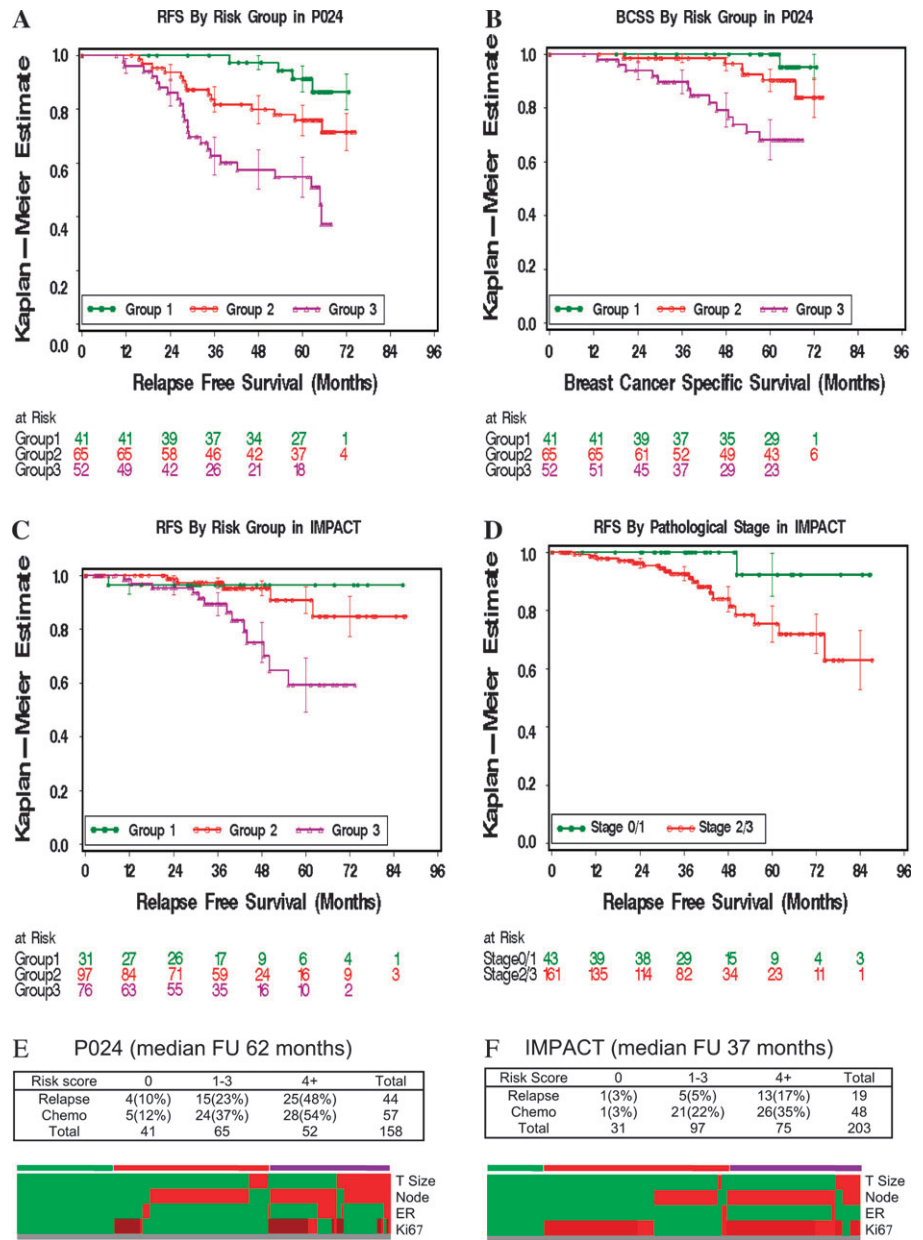 A RFS By Risk Group in P024
Kaplan—Meier Estimate
1.0
0.8
0.6
0.4
0.2
0.0
Group 1 Group 2 Group 3
0 12 24 36 48 60 72 84 96
Relapse Free Survival (Months)
at Risk
Group1 41 41 39 37 34 27 1
Group2 65 65 58 46 42 37 4
Group3 52 49 42 26 21 18
B BCSS By Risk Group in P024
Kaplan—Meier Estimate
1.0
0.8
0.6
0.4
0.2
0.0
Group 1 Group 2 Group 3
0 12 24 36 48 60 72 84 96
Breast Cancer Specific Survival (Months)
at Risk
Group1 41 41 39 37 35 29 1
Group2 65 65 61 52 49 43 6
Group3 52 51 45 37 29 23
C RFS By Risk Group in IMPACT
Kaplan—Meier Estimate
1.0
0.8
0.6
0.4
0.2
0.0
Group 1 Group 2 Group 3
0 12 24 36 48 60 72 84 96
Relapse Free Survival (Months)
at Risk
Group1 31 27 26 17 9 6 4 1
Group2 97 84 71 59 24 16 9 3
Group3 76 63 55 35 16 10 2
D RFS By Pathological Stage in IMPACT
Kaplan—Meier Estimate
1.0
0.8
0.6
0.4
0.2
0.0
Stage 0/1 Stage 2/3
0 12 24 36 48 60 72 84 96
Relapse Free Survival (Months)
at Risk
Stage0/1 43 39 38 29 15 9 4 3
Stage2/3 161 135 114 82 34 23 11 1
E P024 (median FU 62 months)
Risk score 0 1-3 4+ Total
Relapse 4(10%) 15(23%) 25(48%) 44
Chemo 5(12%) 24(37%) 28(54%) 57
Total 41 65 52 158
T Size
Node
ER
Ki67
F IMPACT (median FU 37 months)
Risk Score 0 1-3 4+ Total
Relapse 1(3%) 5(5%) 13(17%) 19
Chemo 1(3%) 21(22%) 26(35%) 48
Total 31 97 75 203
T Size
Node
ER
Ki67